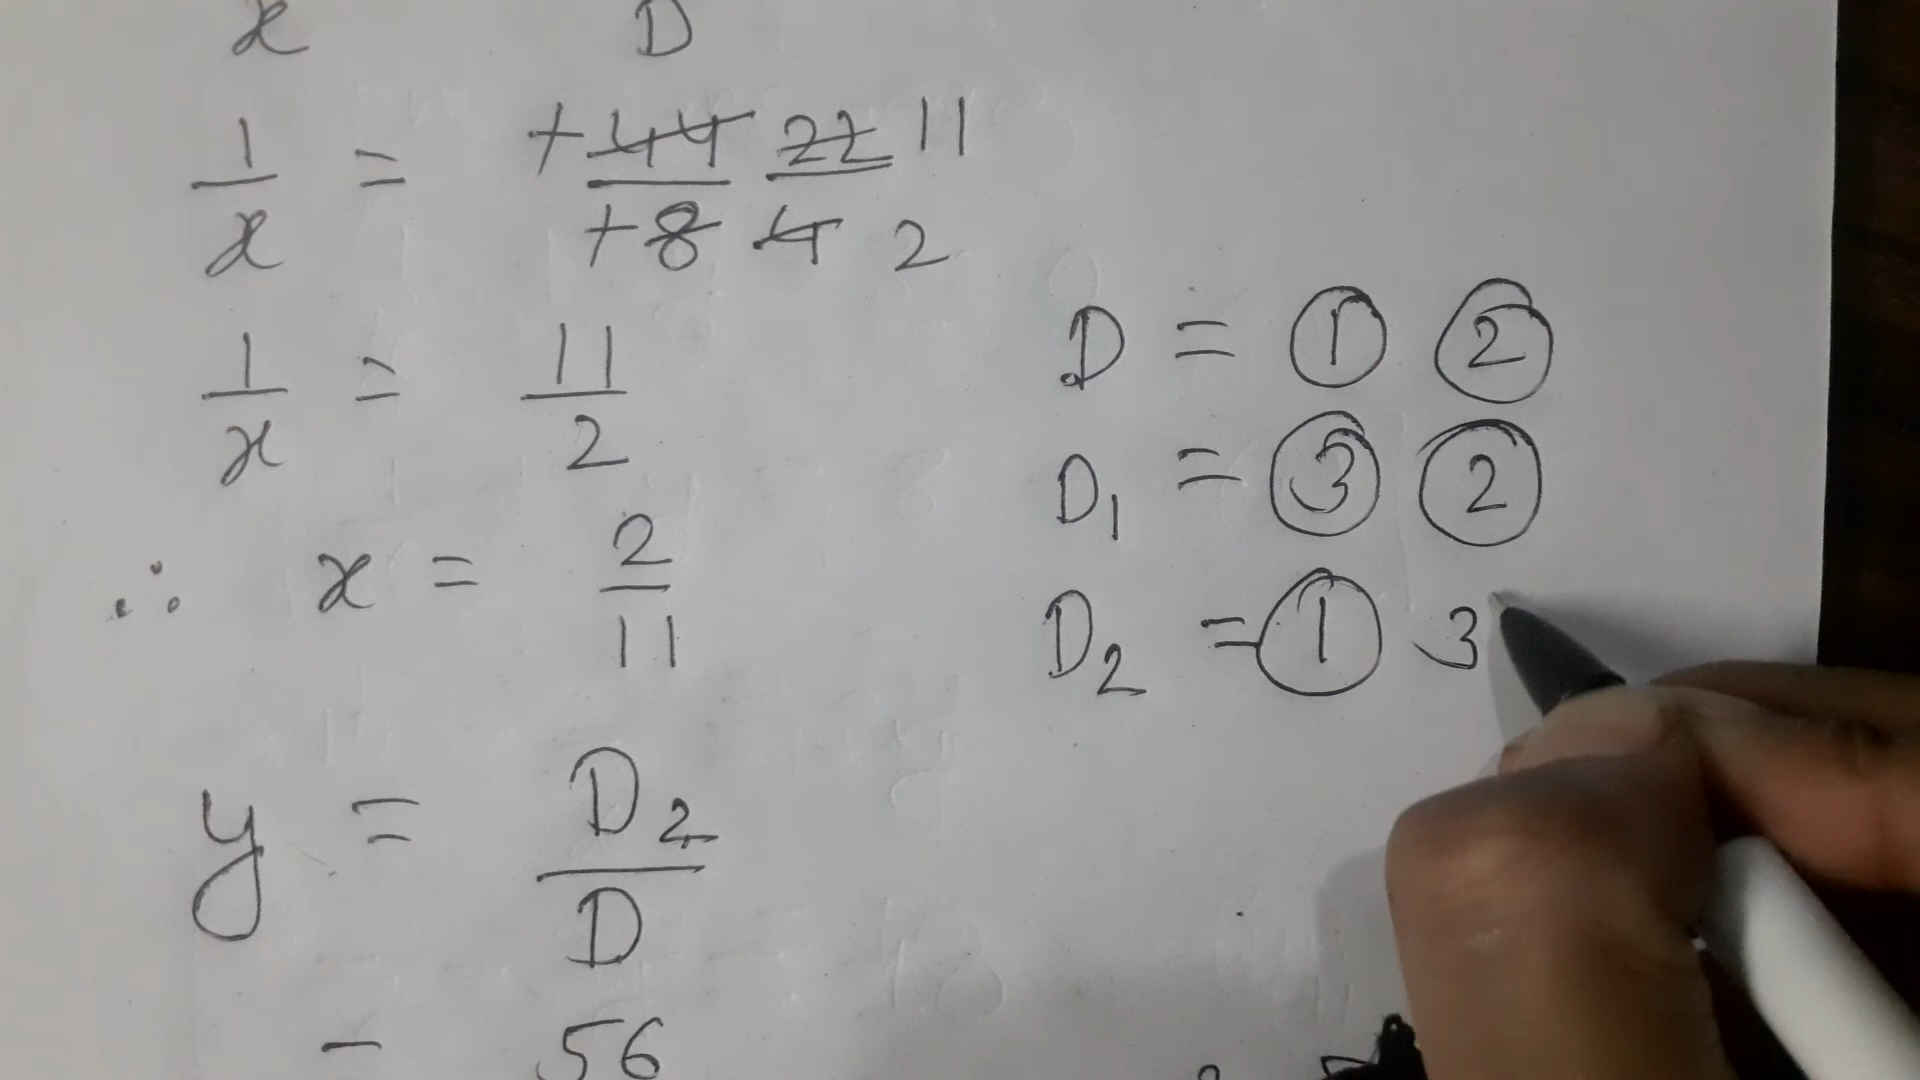 x D
1/x = +44/+8 22/4 11/2
1/x = 11/2
∴ x = 2/11
y = D2/D
= 56
D = 1 2
D1 = 3 2
D2 = 1 3